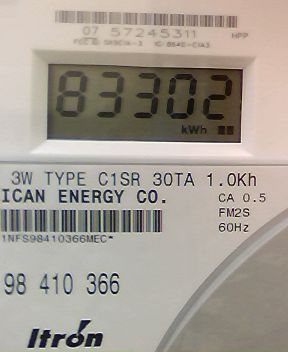 07 57245311 HPP
83302
kWh
3W TYPE C1SR 30TA 1.0Kh
ICAN ENERGY CO. CA 0.5
FM2S
60Hz
1NFS98410366MEC*
98 410 366
Itron